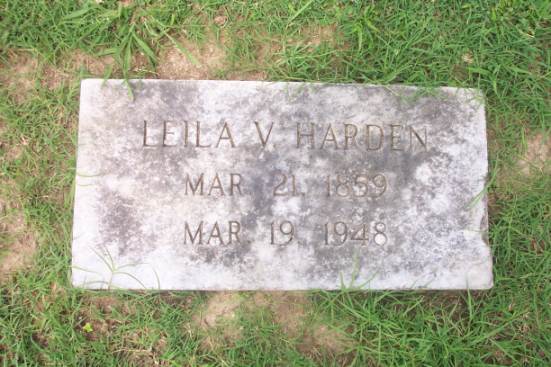 LEILA V. HARDEN
MAR. 21, 1859
MAR. 19, 1948